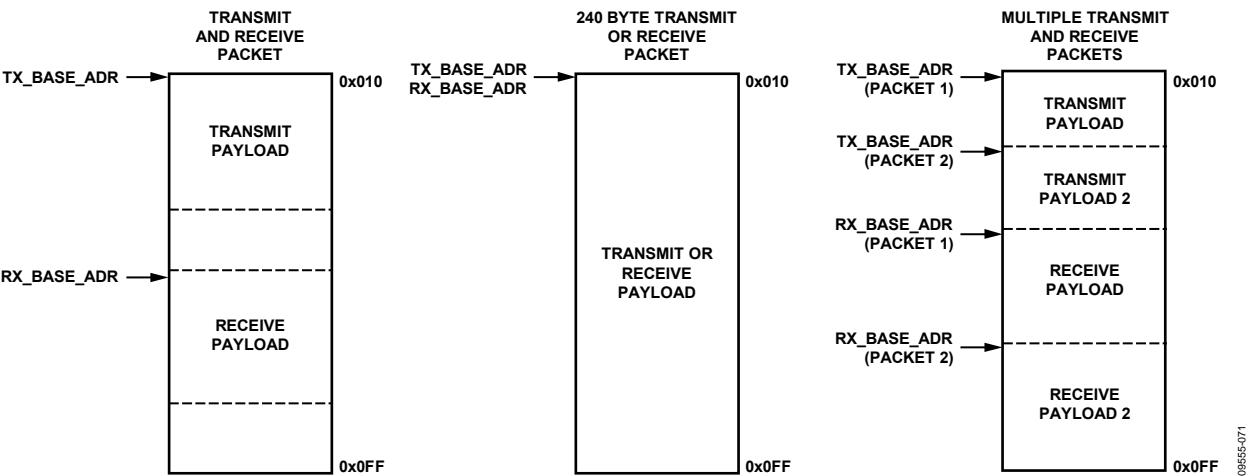 TRANSMIT
AND RECEIVE
PACKET
TX_BASE_ADR
0x010
TRANSMIT
PAYLOAD
RX_BASE_ADR
RECEIVE
PAYLOAD
0x0FF
240 BYTE TRANSMIT
OR RECEIVE
PACKET
TX_BASE_ADR
RX_BASE_ADR
0x010
TRANSMIT OR
RECEIVE
PAYLOAD
0x0FF
MULTIPLE TRANSMIT
AND RECEIVE
PACKETS
TX_BASE_ADR
(PACKET 1)
0x010
TRANSMIT
PAYLOAD
TX_BASE_ADR
(PACKET 2)
TRANSMIT
PAYLOAD 2
RX_BASE_ADR
(PACKET 1)
RECEIVE
PAYLOAD
RX_BASE_ADR
(PACKET 2)
RECEIVE
PAYLOAD 2
0x0FF
09555-071